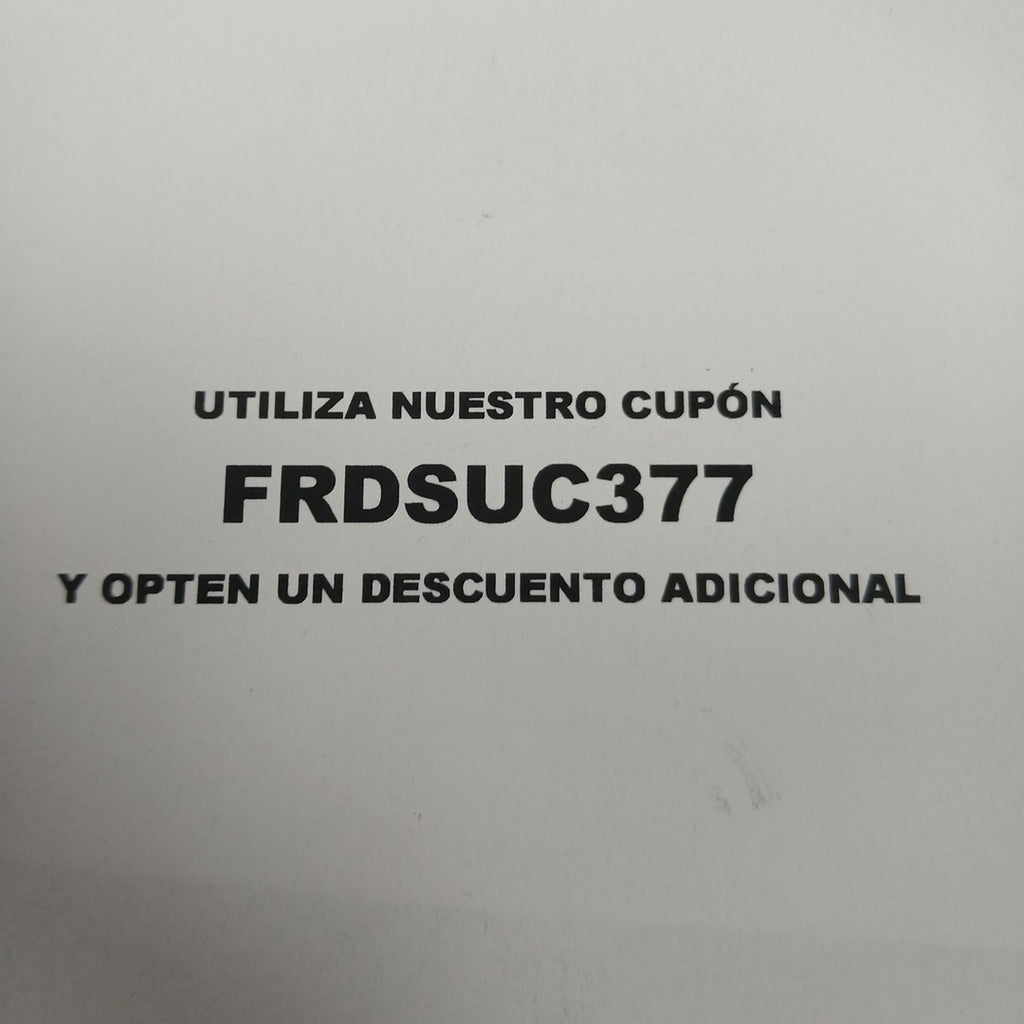 UTILIZA NUESTRO CUPÓN
FRDSUC377
Y OPTEN UN DESCUENTO ADICIONAL